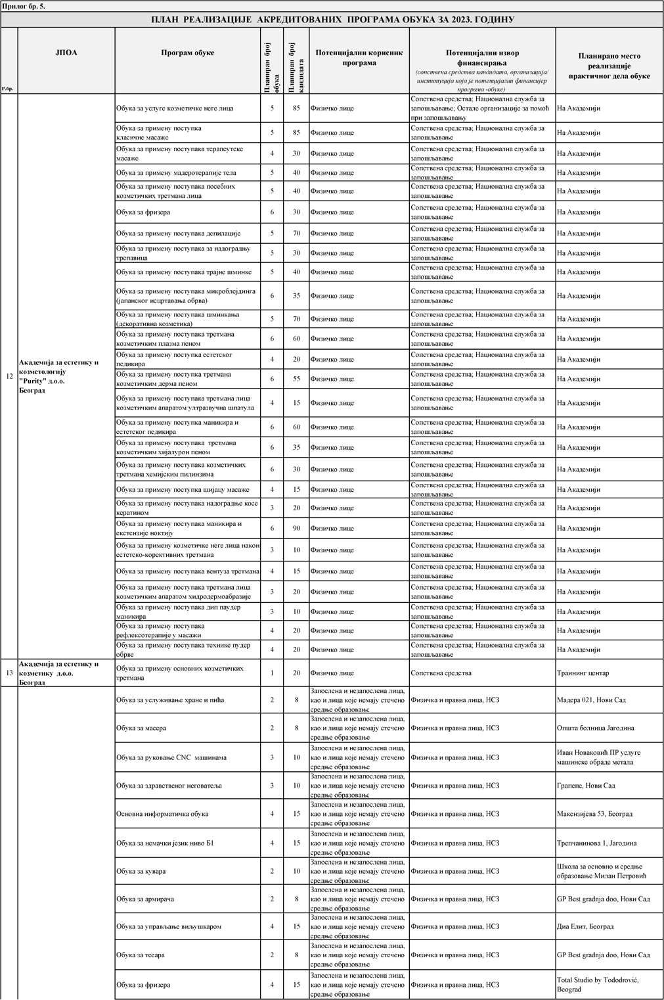 Прилог бр. 5.
ПЛАН РЕАЛИЗАЦИЈЕ АКРЕДИТОВАНИХ ПРОГРАМА ОБУКА ЗА 2023. ГОДИНУ
Р.бр.
ЈПОА
Програм обуке
Планиран број
обука
Планиран број
кандидата
Потенцијални корисник
програма
Потенцијални извор
финансирања
(сопствена средства кандидата, организација/
институција која је потенцијални финансијер
програма -обуке)
Планирано место
реализације
практичног дела обуке
12
Академија за естетику и
козметологију
"Purity" д.о.о.
Београд
Обука за услуге козметичке неге лица
5
85
Физичко лице
Сопствена средства; Национална служба за
запошљавање; Остале организације за помоћ
при запошљавању
На Академији
Обука за примену поступка
класичне масаже
5
85
Физичко лице
Сопствена средства; Национална служба за
запошљавање
На Академији
Обука за примену поступака терапеутске
масаже
4
30
Физичко лице
Сопствена средства; Национална служба за
запошљавање
На Академији
Обука за примену мадеротерапије тела
5
40
Физичко лице
Сопствена средства; Национална служба за
запошљавање
На Академији
Обука за примену поступака посебних
козметичких третмана лица
5
40
Физичко лице
Сопствена средства; Национална служба за
запошљавање
На Академији
Обука за фризера
6
30
Физичко лице
Сопствена средства; Национална служба за
запошљавање
На Академији
Обука за примену поступака депилације
5
70
Физичко лице
Сопствена средства; Национална служба за
запошљавање
На Академији
Обука за примену поступака за надоградњу
трепавица
5
30
Физичко лице
Сопствена средства; Национална служба за
запошљавање
На Академији
Обука за примену поступака трајне шминке
5
40
Физичко лице
Сопствена средства; Национална служба за
запошљавање
На Академији
Обука за примену поступака микроблејдинга
(јапанског исцртавања обрва)
6
35
Физичко лице
Сопствена средства; Национална служба за
запошљавање
На Академији
Обука за примену поступака шминкања
(декоративна козметика)
5
70
Физичко лице
Сопствена средства; Национална служба за
запошљавање
На Академији
Обука за примену поступака третмана
козметичким плазма пеном
6
60
Физичко лице
Сопствена средства; Национална служба за
запошљавање
На Академији
Обука за примену поступка естетског
педикира
4
20
Физичко лице
Сопствена средства; Национална служба за
запошљавање
На Академији
Обука за примену поступка третмана
козметичким дерма пеном
6
55
Физичко лице
Сопствена средства; Национална служба за
запошљавање
На Академији
Обука за примену поступака третмана лица
козметичким апаратом ултразвучна шпатула
4
15
Физичко лице
Сопствена средства; Национална служба за
запошљавање
На Академији
Обука за примену поступка маникира и
естетског педикира
6
60
Физичко лице
Сопствена средства; Национална служба за
запошљавање
На Академији
Обука за примену поступка третмана
козметичким хијалурон пеном
6
35
Физичко лице
Сопствена средства; Национална служба за
запошљавање
На Академији
Обука за примену поступака козметичких
третмана хемијским пилинзима
6
30
Физичко лице
Сопствена средства; Национална служба за
запошљавање
На Академији
Обука за примену поступка шијацу масаже
4
15
Физичко лице
Сопствена средства; Национална служба за
запошљавање
На Академији
Обука за примену поступака надоградње косе
кератином
3
20
Физичко лице
Сопствена средства; Национална служба за
запошљавање
На Академији
Обука за примену поступака маникира и
екстензије ноктију
6
90
Физичко лице
Сопствена средства; Национална служба за
запошљавање
На Академији
Обука за примену козметичке неге лица након
естетско-корективних третмана
3
10
Физичко лице
Сопствена средства; Национална служба за
запошљавање
На Академији
Обука за примену поступака вентуза третмана
4
15
Физичко лице
Сопствена средства; Национална служба за
запошљавање
На Академији
Обука за примену поступака третмана лица
козметичким апаратом хидродермоабразије
3
20
Физичко лице
Сопствена средства; Национална служба за
запошљавање
На Академији
Обука за примену поступака дип паудер
маникира
3
10
Физичко лице
Сопствена средства; Национална служба за
запошљавање
На Академији
Обука за примену поступака
рефлексотерапије у масажи
4
20
Физичко лице
Сопствена средства; Национална служба за
запошљавање
На Академији
Обука за примену поступака технике пудер
обрве
4
20
Физичко лице
Сопствена средства; Национална служба за
запошљавање
На Академији
13
Академија за естетику и
козметику д.о.о.
Београд
Обука за примену основних козметичких
третмана
1
20
Физичко лице
Сопствена средства
Траининг центар
Обука за услуживање хране и пића
2
8
Запослена и незапослена лица,
као и лица које немају стечено
средње образовање
Физичка и правна лица, НСЗ
Мадера 021, Нови Сад
Обука за масера
2
8
Запослена и незапослена лица,
као и лица које немају стечено
средње образовање
Физичка и правна лица, НСЗ
Општа болница Јагодина
Обука за руковање CNC машинама
3
10
Запослена и незапослена лица,
као и лица које немају стечено
средње образовање
Физичка и правна лица, НСЗ
Иван Новаковић ПР услуге
машинске обраде метала
Обука за здравственог неговатеља
3
10
Запослена и незапослена лица,
као и лица које немају стечено
средње образовање
Физичка и правна лица, НСЗ
Грапепе, Нови Сад
Основна информатичка обука
4
15
Запослена и незапослена лица,
као и лица које немају стечено
средње образовање
Физичка и правна лица, НСЗ
Макензијева 53, Београд
Обука за немачки језик ниво Б1
4
15
Запослена и незапослена лица,
као и лица које немају стечено
средње образовање
Физичка и правна лица, НСЗ
Трепчанинова 1, Јагодина
Обука за кувара
2
10
Запослена и незапослена лица,
као и лица које немају стечено
средње образовање
Физичка и правна лица, НСЗ
Школа за основно и средње
образовање Милан Петровић
Обука за армирача
2
8
Запослена и незапослена лица,
као и лица које немају стечено
средње образовање
Физичка и правна лица, НСЗ
GP Best gradnja doo, Нови Сад
Обука за управљање виљушкаром
4
15
Запослена и незапослена лица,
као и лица које немају стечено
средње образовање
Физичка и правна лица, НСЗ
Диа Елит, Београд
Обука за тесара
2
8
Запослена и незапослена лица,
као и лица које немају стечено
средње образовање
Физичка и правна лица, НСЗ
GP Best gradnja doo, Нови Сад
Обука за фризера
4
15
Запослена и незапослена лица,
као и лица које немају стечено
средње образовање
Физичка и правна лица, НСЗ
Total Studio by Tododrović,
Beograd